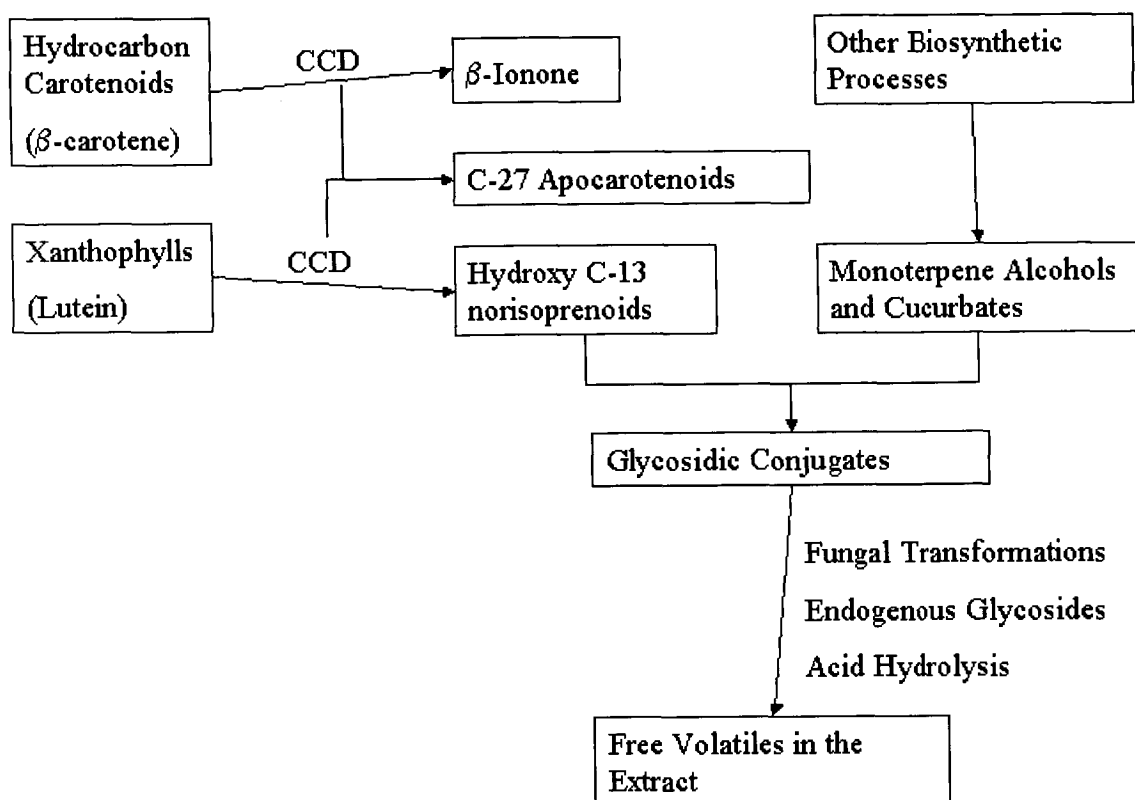 Hydrocarbon
Carotenoids
(β-carotene)
CCD
β-Ionone
Other Biosynthetic
Processes
C-27 Apocarotenoids
Xanthophylls
(Lutein)
CCD
Hydroxy C-13
norisoprenoids
Monoterpene Alcohols
and Cucurbates
Glycosidic Conjugates
Fungal Transformations
Endogenous Glycosides
Acid Hydrolysis
Free Volatiles in the
Extract